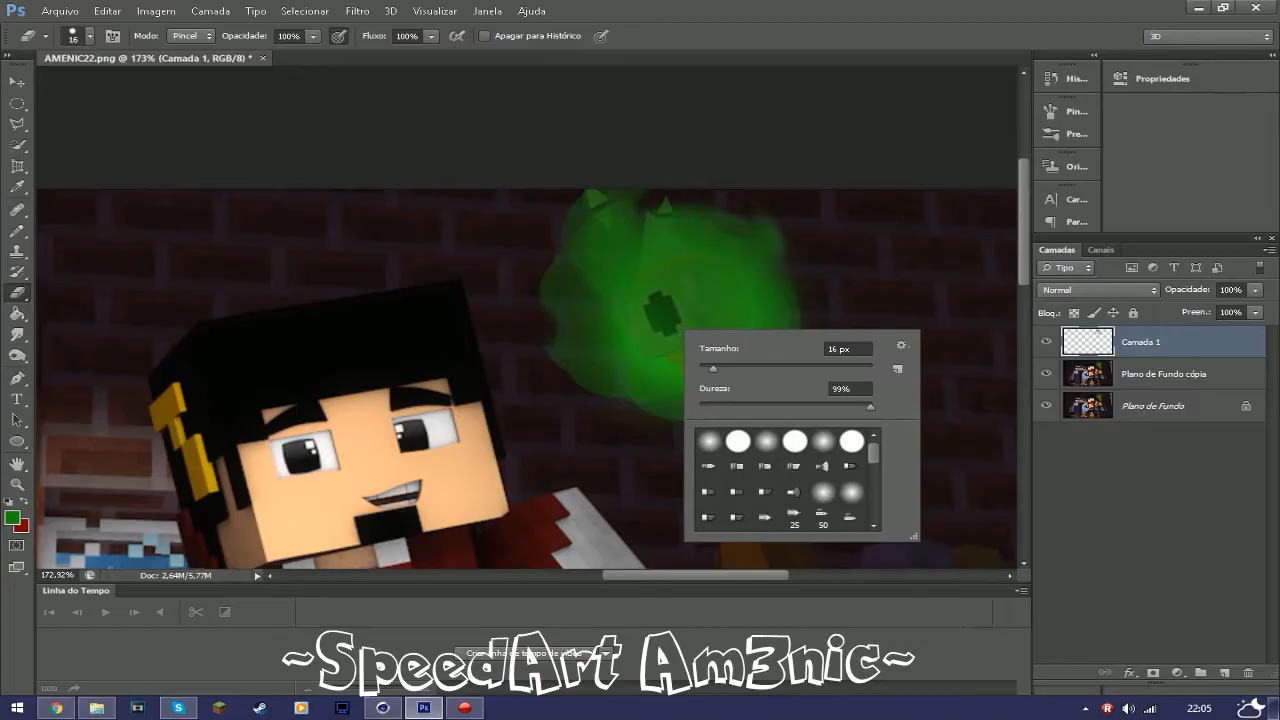 Ps Arquivo Editar Imagem Camada Tipo Selecionar Filtro 3D Visualizar Janela Ajuda
16 Modo: Pincel Opacidade: 100% Fluxo: 100% Apagar para Histórico 3D
AMENIC22.png @ 173% (Camada 1, RGB/8) * ×
His...
Propriedades
Pin...
Pre...
Ori...
Car...
Par...
Camadas Canais
Tipo
Normal Opacidade: 100%
Bloq.: Preen.: 100%
Camada 1
Plano de Fundo cópia
Plano de Fundo
Tamanho: 16 px
Dureza: 99%
25 50
172,92% Doc: 2,64M/5,77M
Linha do Tempo
~SpeedArt Am3nic~
22:05